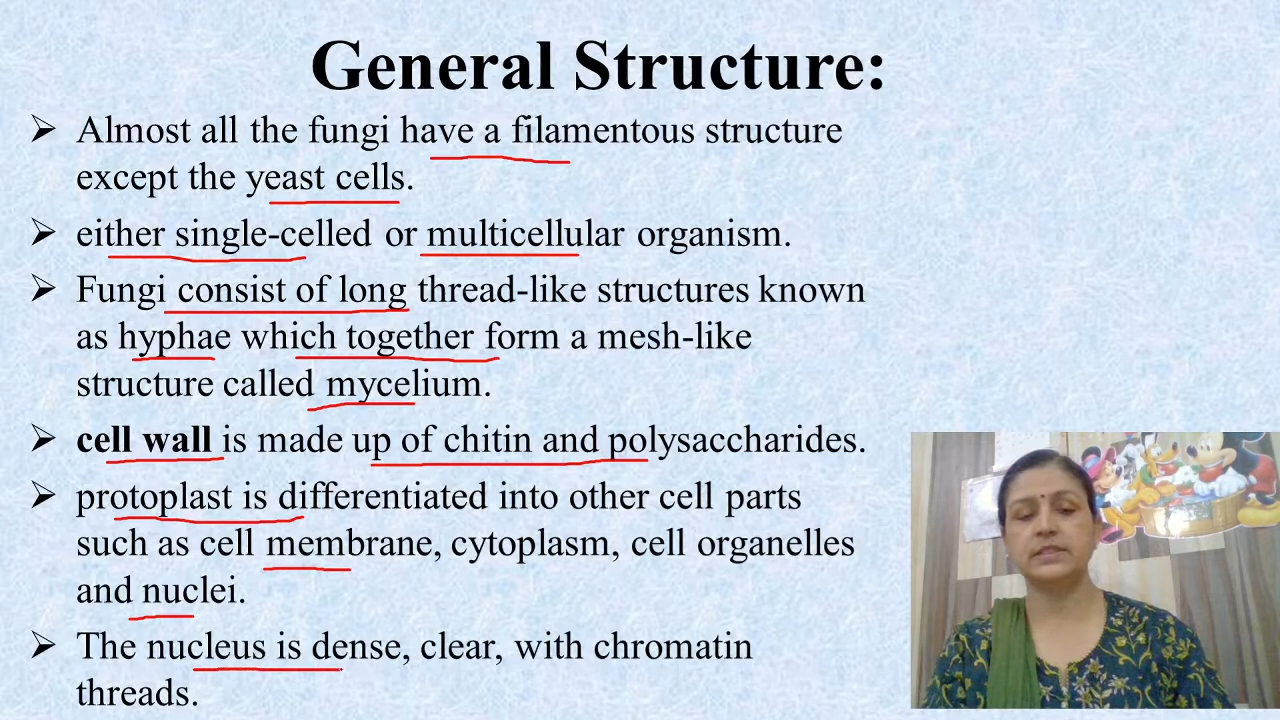 General Structure:
➢ Almost all the fungi have a filamentous structure
except the yeast cells.
➢ either single-celled or multicellular organism.
➢ Fungi consist of long thread-like structures known
as hyphae which together form a mesh-like
structure called mycelium.
➢ cell wall is made up of chitin and polysaccharides.
➢ protoplast is differentiated into other cell parts
such as cell membrane, cytoplasm, cell organelles
and nuclei.
➢ The nucleus is dense, clear, with chromatin
threads.